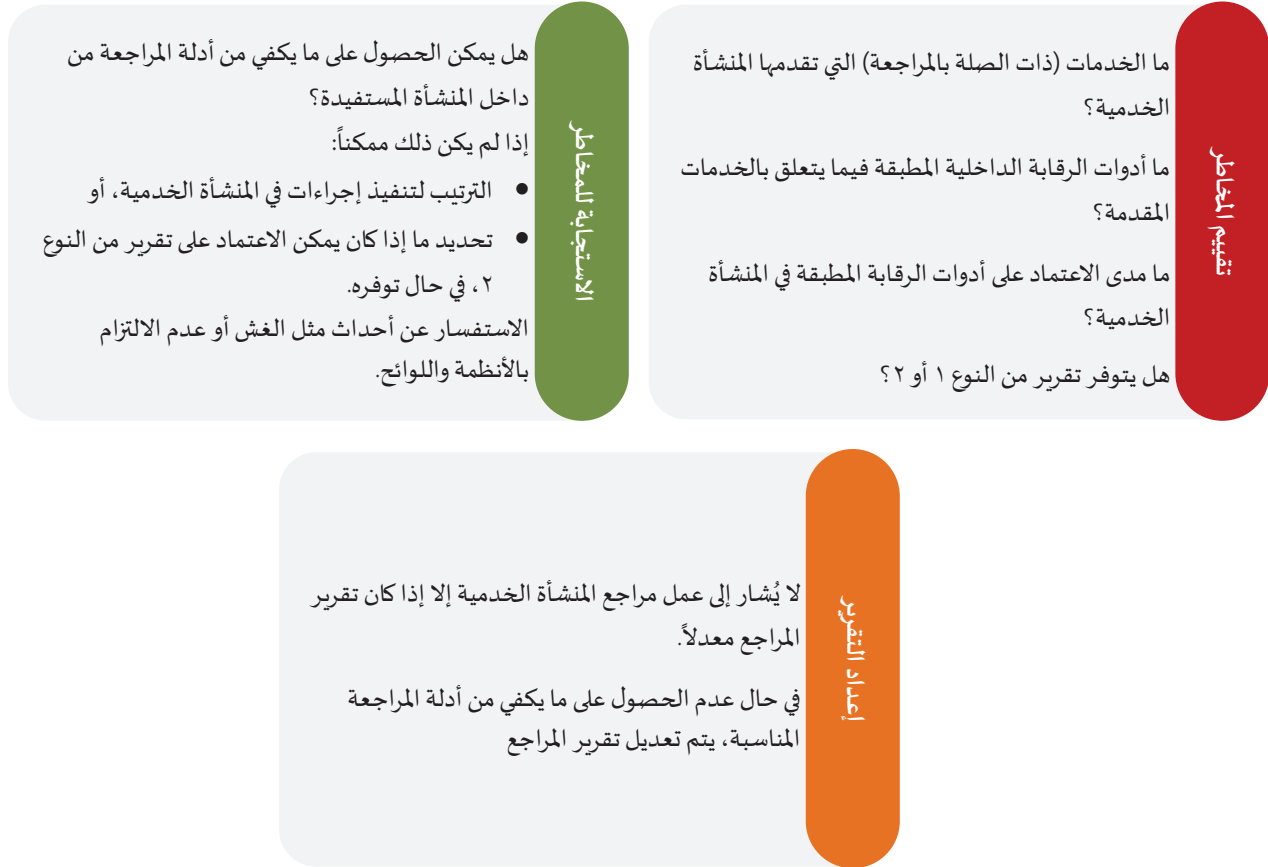 تقييم المخاطر
ما الخدمات (ذات الصلة بالمراجعة) التي تقدمها المنشأة
الخدمية؟
ما أدوات الرقابة الداخلية المطبقة فيما يتعلق بالخدمات
المقدمة؟
ما مدى الاعتماد على أدوات الرقابة المطبقة في المنشأة
الخدمية؟
هل يتوفر تقرير من النوع ١ أو ٢؟
الاستجابة للمخاطر
هل يمكن الحصول على ما يكفي من أدلة المراجعة من
داخل المنشأة المستفيدة؟
إذا لم يكن ذلك ممكناً:
● الترتيب لتنفيذ إجراءات في المنشأة الخدمية، أو
● تحديد ما إذا كان يمكن الاعتماد على تقرير من النوع
٢، في حال توفره.
الاستفسار عن أحداث مثل الغش أو عدم الالتزام
بالأنظمة واللوائح.
إعداد التقرير
لا يُشار إلى عمل مراجع المنشأة الخدمية إلا إذا كان تقرير
المراجع معدلاً.
في حال عدم الحصول على ما يكفي من أدلة المراجعة
المناسبة، يتم تعديل تقرير المراجع